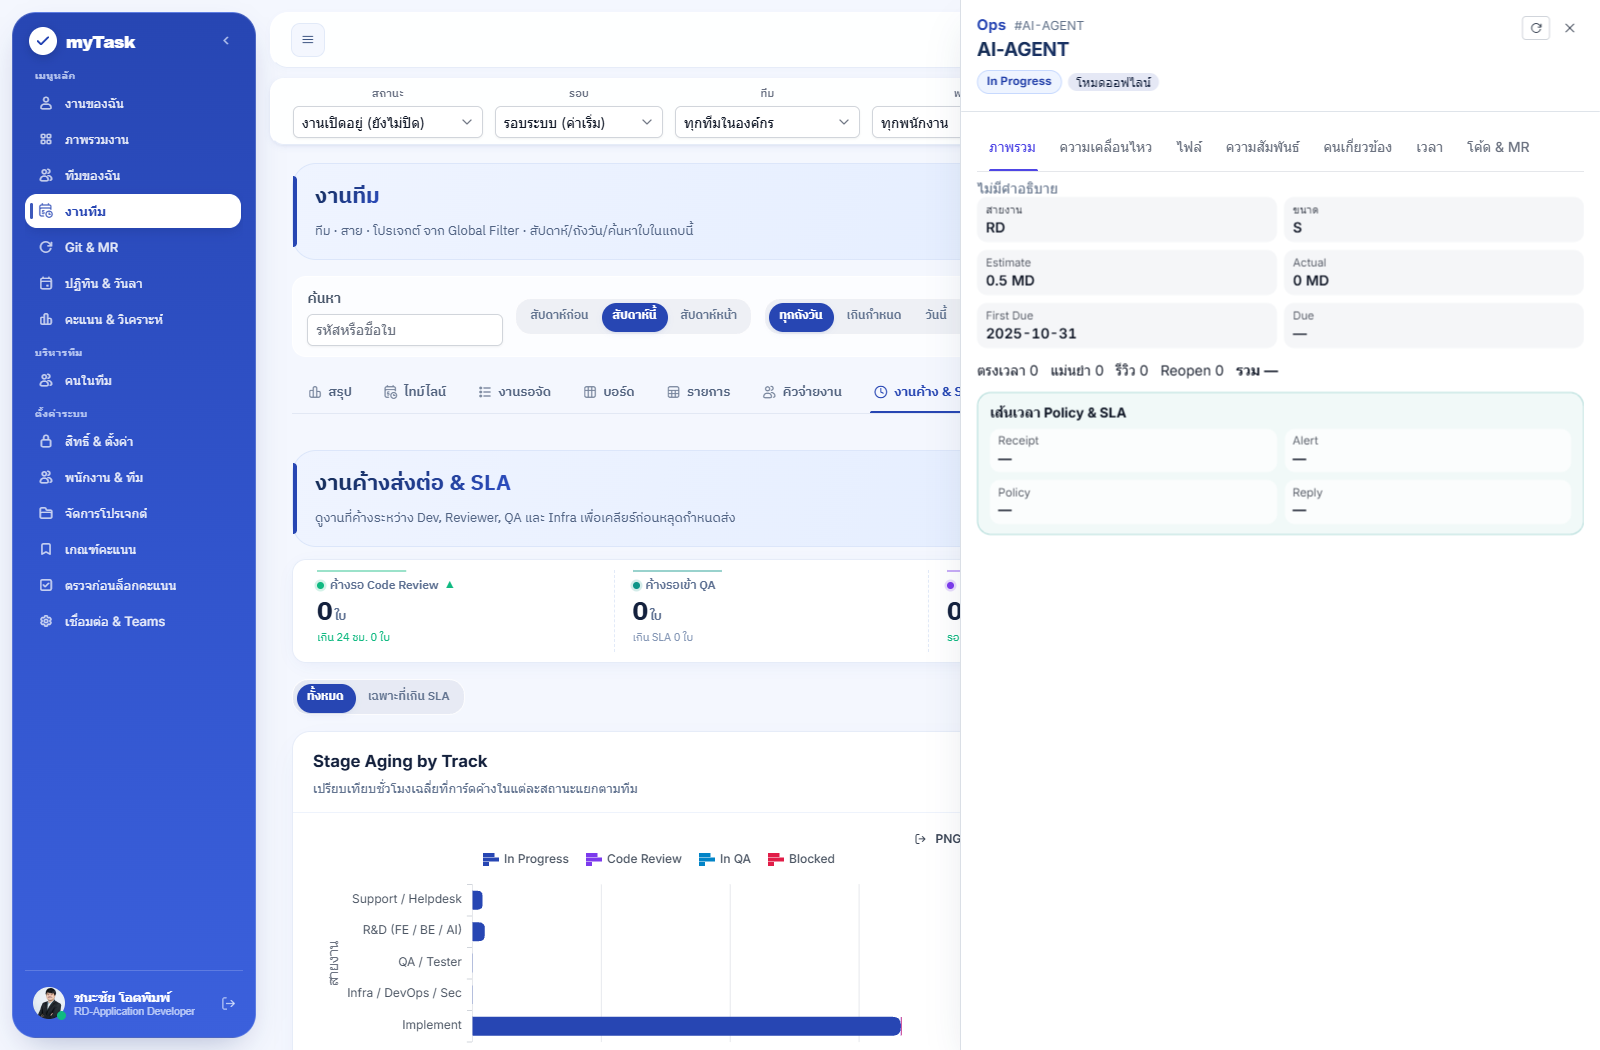 myTask
เมนูหลัก
งานของฉัน
ภาพรวมงาน
ทีมของฉัน
งานทีม
Git & MR
ปฏิทิน & วันลา
คะแนน & วิเคราะห์
บริหารทีม
คนในทีม
ตั้งค่าระบบ
สิทธิ์ & ตั้งค่า
พนักงาน & ทีม
จัดการโปรเจกต์
เกณฑ์คะแนน
ตรวจก่อนล็อกคะแนน
เชื่อมต่อ & Teams
ชนะชัย โอตพิมพ์
RD-Application Developer
สถานะ
รอบ
ทีม
งานเปิดอยู่ (ยังไม่ปิด)
รอบระบบ (ค่าเริ่ม)
ทุกทีมในองค์กร
ทุกพนักงาน
งานทีม
ทีม · สาย · โปรเจกต์ จาก Global Filter · สัปดาห์/ถังวัน/ค้นหาใบในแถบนี้
ค้นหา
รหัสหรือชื่อใบ
สัปดาห์ก่อน
สัปดาห์นี้
สัปดาห์หน้า
ทุกถังวัน
เกินกำหนด
วันนี้
สรุป
ไทม์ไลน์
งานรอจัด
บอร์ด
รายการ
คิวจ่ายงาน
งานค้าง & S
งานค้างส่งต่อ & SLA
ดูงานที่ค้างระหว่าง Dev, Reviewer, QA และ Infra เพื่อเคลียร์ก่อนหลุดกำหนดส่ง
ค้างรอ Code Review ▲
0 ใบ
เกิน 24 ชม. 0 ใบ
ค้างรอเข้า QA
0 ใบ
เกิน SLA 0 ใบ
0
รอ
ทั้งหมด
เฉพาะที่เกิน SLA
Stage Aging by Track
เปรียบเทียบชั่วโมงเฉลี่ยที่การ์ดค้างในแต่ละสถานะแยกตามทีม
PNG
In Progress
Code Review
In QA
Blocked
สายงาน
Support / Helpdesk
R&D (FE / BE / AI)
QA / Tester
Infra / DevOps / Sec
Implement
Ops #AI-AGENT
AI-AGENT
In Progress
โหมดออฟไลน์
ภาพรวม
ความเคลื่อนไหว
ไฟล์
ความสัมพันธ์
คนเกี่ยวข้อง
เวลา
โค้ด & MR
ไม่มีคำอธิบาย
สายงาน
RD
ขนาด
S
Estimate
0.5 MD
Actual
0 MD
First Due
2025-10-31
Due
—
ตรงเวลา 0 แม่นยำ 0 รีวิว 0 Reopen 0 รวม —
เส้นเวลา Policy & SLA
Receipt
—
Alert
—
Policy
—
Reply
—